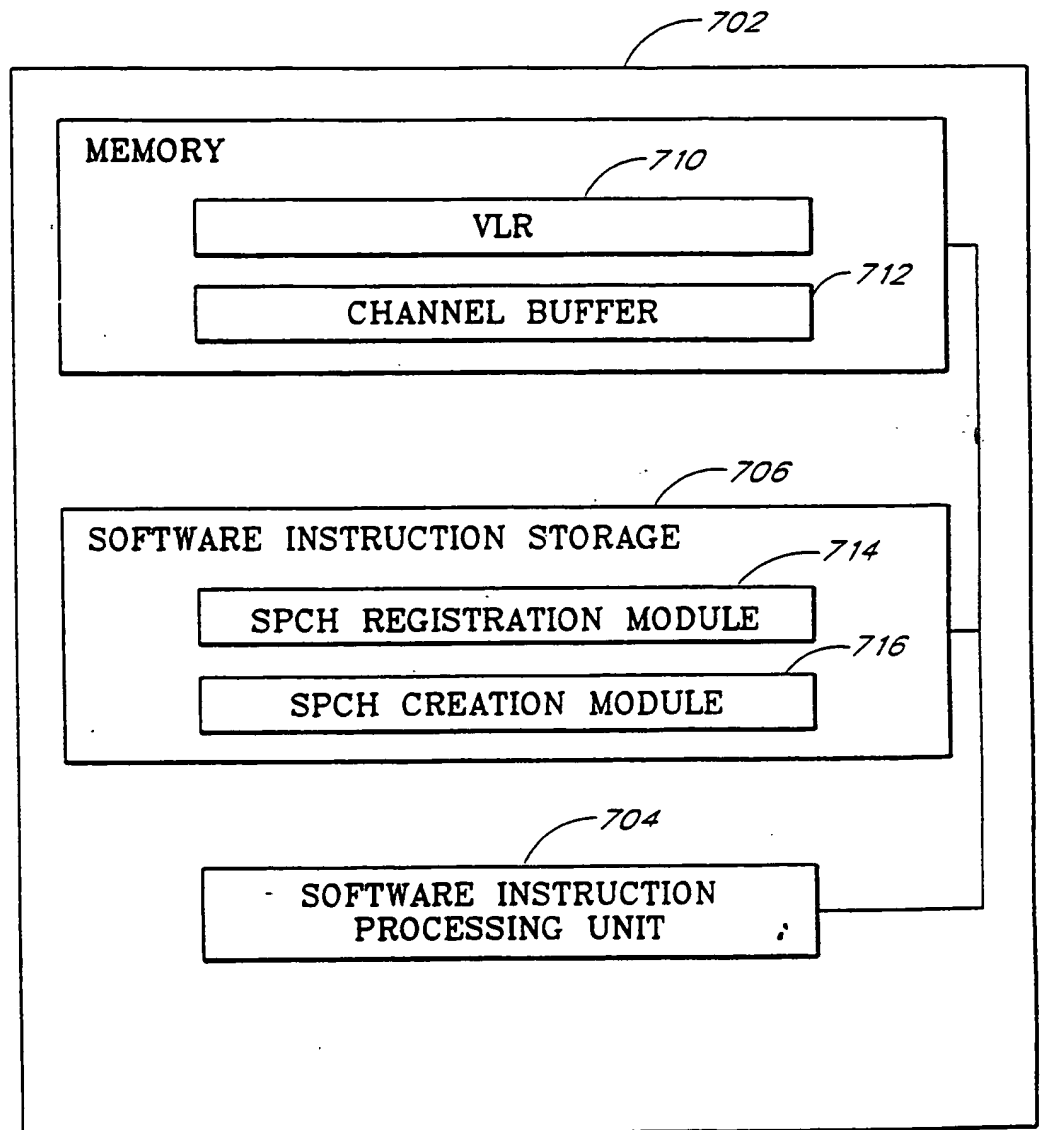 702
MEMORY
710
VLR
712
CHANNEL BUFFER
706
SOFTWARE INSTRUCTION STORAGE
714
SPCH REGISTRATION MODULE
716
SPCH CREATION MODULE
704
SOFTWARE INSTRUCTION
PROCESSING UNIT